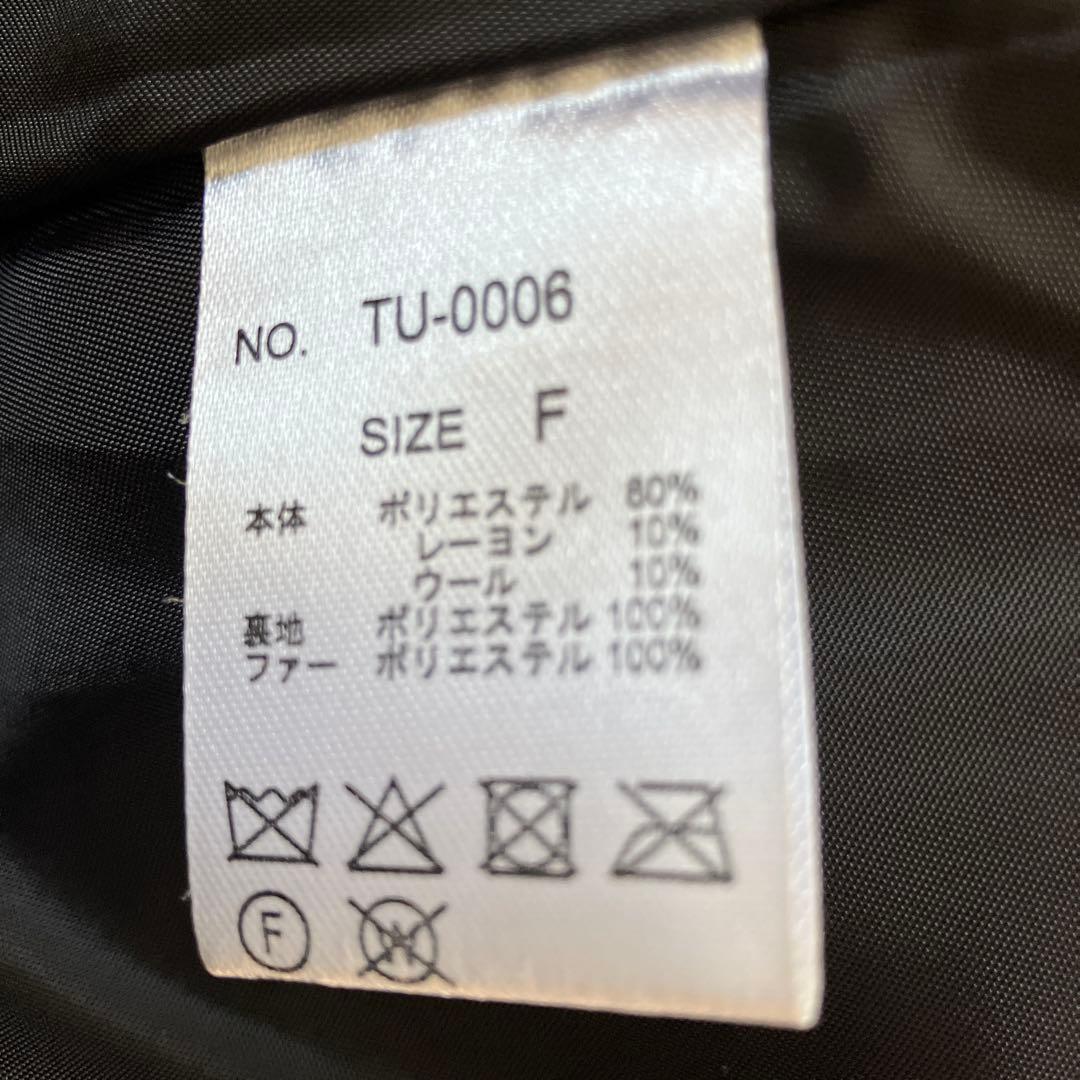 NO. TU-0006
SIZE F
本体 ポリエステル 80%
レーヨン 10%
ウール 10%
裏地 ポリエステル 100%
ファー ポリエステル 100%
F W